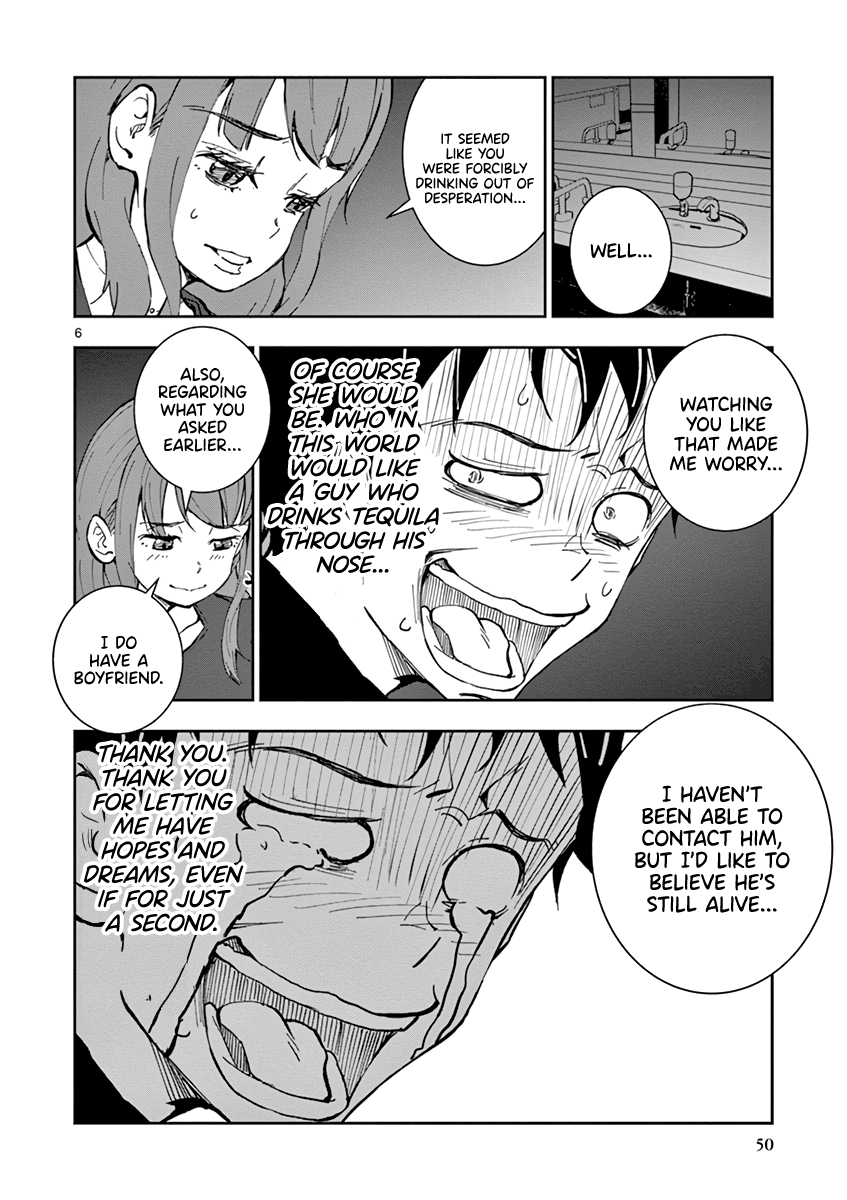 WELL...
IT SEEMED
LIKE YOU
WERE FORCIBLY
DRINKING OUT OF
DESPERATION...
6
WATCHING
YOU LIKE
THAT MADE
ME WORRY...
OF COURSE
SHE WOULD
BE. WHO IN
THIS WORLD
WOULD LIKE
A GUY WHO
DRINKS TEQUILA
THROUGH HIS
NOSE...
ALSO,
REGARDING
WHAT YOU
ASKED
EARLIER...
I DO
HAVE A
BOYFRIEND.
I HAVEN'T
BEEN ABLE TO
CONTACT HIM,
BUT I'D LIKE TO
BELIEVE HE'S
STILL ALIVE...
THANK YOU.
THANK YOU
FOR LETTING
ME HAVE
HOPES AND
DREAMS, EVEN
IF FOR JUST
A SECOND.
50